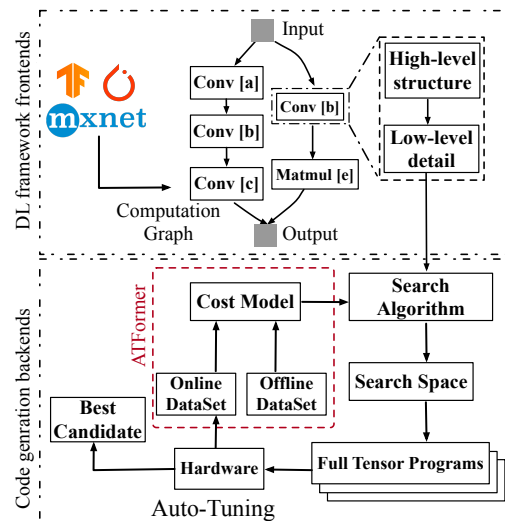 DL framework frontends
mxnet
Input
Conv [a]
Conv [b]
Conv [c]
Conv [b]
Matmul [e]
High-level
structure
Low-level
detail
Computation
Graph
Output
Code genration backends
ATFormer
Cost Model
Online
DataSet
Offline
DataSet
Search
Algorithm
Search Space
Full Tensor Programs
Hardware
Best
Candidate
Auto-Tuning